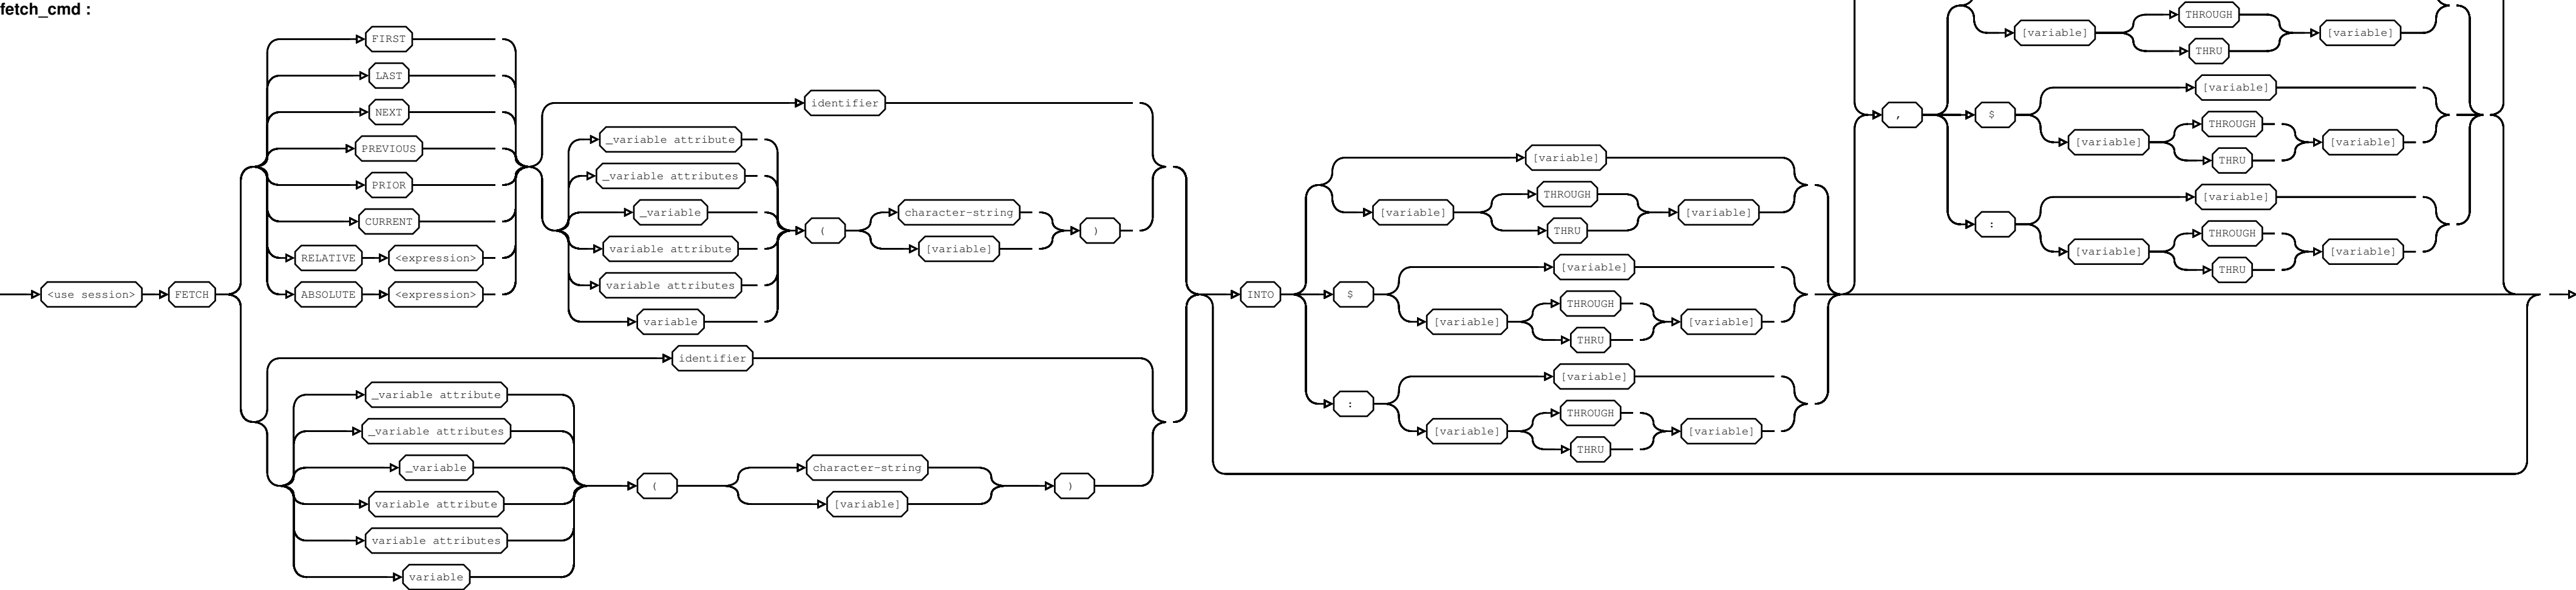 fetch_cmd :
FIRST
LAST
NEXT
PREVIOUS
PRIOR
CURRENT
RELATIVE <expression>
<use session> FETCH ABSOLUTE <expression>
identifier
_variable attribute
_variable attributes
_variable
variable attribute
variable attributes
variable
( character-string )
[variable]
identifier
_variable attribute
_variable attributes
_variable
variable attribute
variable attributes
variable
( character-string )
[variable]
INTO
[variable]
[variable] THROUGH [variable]
THRU
$ [variable]
[variable] THROUGH [variable]
THRU
: [variable]
[variable] THROUGH [variable]
THRU
,
[variable] THROUGH [variable]
THRU
$ [variable]
[variable] THROUGH [variable]
THRU
: [variable]
[variable] THROUGH [variable]
THRU